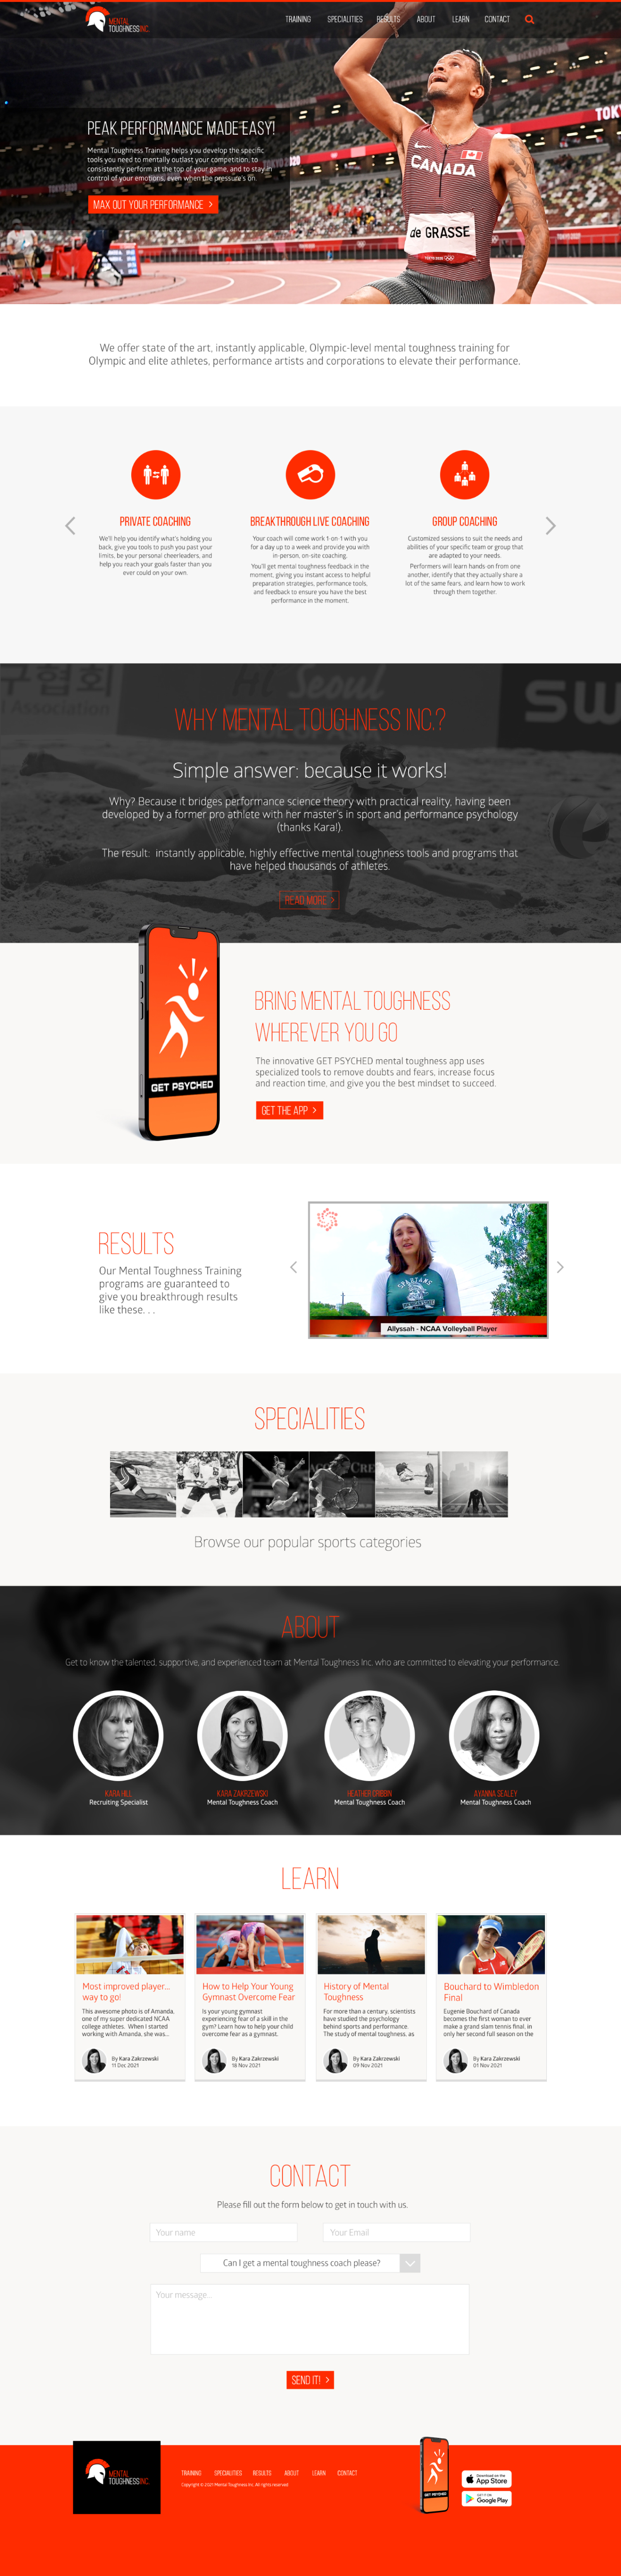 MENTAL
TOUGHNESSINC.
TRAINING SPECIALITIES RESULTS ABOUT LEARN CONTACT
TOK
PEAK PERFORMANCE MADE EASY!
Mental Toughness Training helps you develop the specific
tools you need to mentally outlast your competition, to
consistently perform at the top of your game, and to stay in
control of your emotions, even when the pressure's on.
MAX OUT YOUR PERFORMANCE >
CANADA
de GRASSE
TOKYO 2020
We offer state of the art, instantly applicable, Olympic-level mental toughness training for
Olympic and elite athletes, performance artists and corporations to elevate their performance.
PRIVATE COACHING
We'll help you identify what's holding you
back, give you tools to push you past your
limits, be your personal cheerleaders, and
help you reach your goals faster than you
ever could on your own.
BREAKTHROUGH LIVE COACHING
Your coach will come work 1-on-1 with you
for a day up to a week and provide you with
in-person, on-site coaching.
You'll get mental toughness feedback in the
moment, giving you instant access to helpful
preparation strategies, performance tools,
and feedback to ensure you have the best
performance in the moment.
GROUP COACHING
Customized sessions to suit the needs and
abilities of your specific team or group that
are adapted to your needs.
Performers will learn hands on from one
another, identify that they actually share a
lot of the same fears, and learn how to work
through them together.
Association
SW
WHY MENTAL TOUGHNESS INC.?
Simple answer: because it works!
Why? Because it bridges performance science theory with practical reality, having been
developed by a former pro athlete with her master's in sport and performance psychology
(thanks Kara!).
The result: instantly applicable, highly effective mental toughness tools and programs that
have helped thousands of athletes.
READ MORE >
GET PSYCHED
BRING MENTAL TOUGHNESS
WHEREVER YOU GO
The innovative GET PSYCHED mental toughness app uses
specialized tools to remove doubts and fears, increase focus
and reaction time, and give you the best mindset to succeed.
GET THE APP >
RESULTS
Our Mental Toughness Training
programs are guaranteed to
give you breakthrough results
like these. . .
SPARTANS
Allyssah - NCAA Volleyball Player
SPECIALITIES
Browse our popular sports categories
ABOUT
Get to know the talented, supportive, and experienced team at Mental Toughness Inc. who are committed to elevating your performance.
KARA HILL
Recruiting Specialist
KARA ZAKRZEWSKI
Mental Toughness Coach
HEATHER GIBBIN
Mental Toughness Coach
AYANNA SEALEY
Mental Toughness Coach
LEARN
Most improved player...
way to go!
This awesome photo is of Amanda,
one of my super dedicated NCAA
college athletes. When I started
working with Amanda, she was...
By Kara Zakrzewski
11 Dec 2021
How to Help Your Young
Gymnast Overcome Fear
Is your young gymnast
experiencing fear of a skill in the
gym? Learn how to help your child
overcome fear as a gymnast.
By Kara Zakrzewski
18 Nov 2021
History of Mental
Toughness
For more than a century, scientists
have studied the psychology
behind sports and performance.
The study of mental toughness, as
By Kara Zakrzewski
09 Nov 2021
Bouchard to Wimbledon
Final
Eugenie Bouchard of Canada
becomes the first woman to ever
make a grand slam tennis final, in
only her second full season on the
By Kara Zakrzewski
01 Nov 2021
CONTACT
Please fill out the form below to get in touch with us.
Your name
Your Email
Can I get a mental toughness coach please?
Your message...
SEND IT! >
MENTAL
TOUGHNESSINC.
TRAINING SPECIALITIES RESULTS ABOUT LEARN CONTACT
Copyright © 2021 Mental Toughness Inc. All rights reserved
GET PSYCHED
Download on the
App Store
GET IT ON
Google Play